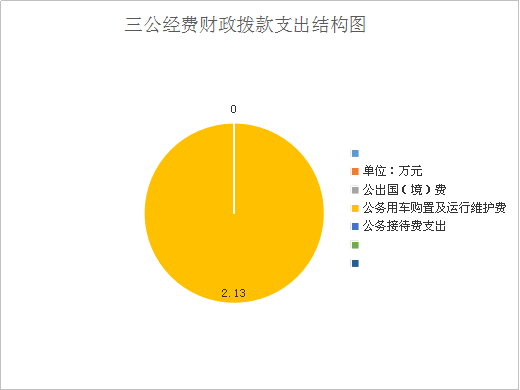 三公经费财政拨款支出结构图
0
2.13
单位：万元
公出国（境）费
公务用车购置及运行维护费
公务接待费支出